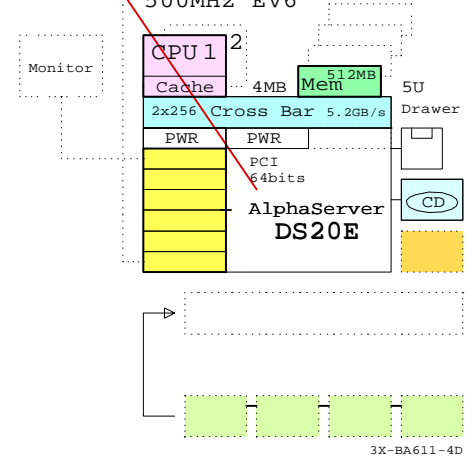 500MHz EV6
CPU 1 2
Cache 4MB
512MB
Mem
5U
Drawer
Monitor
2x256 Cross Bar 5.2GB/s
PWR PWR
PCI
64bits
AlphaServer
DS20E
CD
3X-BA611-4D